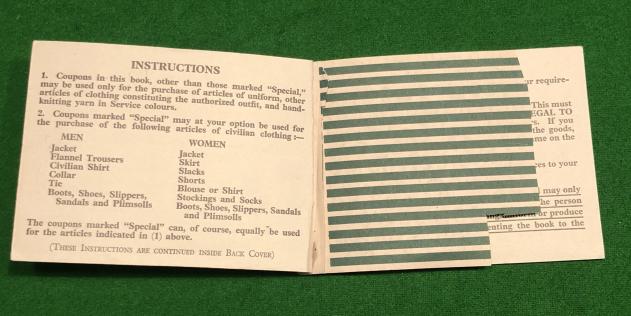 INSTRUCTIONS
1. Coupons in this book, other than those marked "Special,"
may be used only for the purchase of articles of uniform, other
articles of clothing constituting the authorized outfit, and hand-
knitting yarn in Service colours.
2. Coupons marked "Special" may at your option be used for
the purchase of the following articles of civilian clothing :—
MEN
Jacket
Flannel Trousers
Civilian Shirt
Collar
Tie
Boots, Shoes, Slippers,
Sandals and Plimsolls
WOMEN
Jacket
Skirt
Slacks
Shorts
Blouse or Shirt
Stockings and Socks
Boots, Shoes, Slippers, Sandals
and Plimsolls
The coupons marked "Special" can, of course, equally be used
for the articles indicated in (1) above.
(THESE INSTRUCTIONS ARE CONTINUED INSIDE BACK COVER)
ur require-
This must
EGAL TO
s. If you
the goods,
me on the
es to your
may only
he person
or produce
enting the book to the